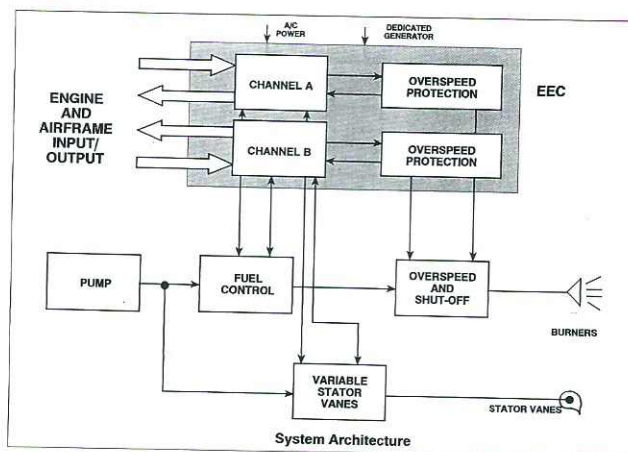 A/C
POWER
DEDICATED
GENERATOR
CHANNEL A
OVERSPEED
PROTECTION
EEC
ENGINE
AND
AIRFRAME
INPUT/
OUTPUT
CHANNEL B
OVERSPEED
PROTECTION
PUMP
FUEL
CONTROL
OVERSPEED
AND
SHUT-OFF
BURNERS
VARIABLE
STATOR
VANES
STATOR VANES
System Architecture